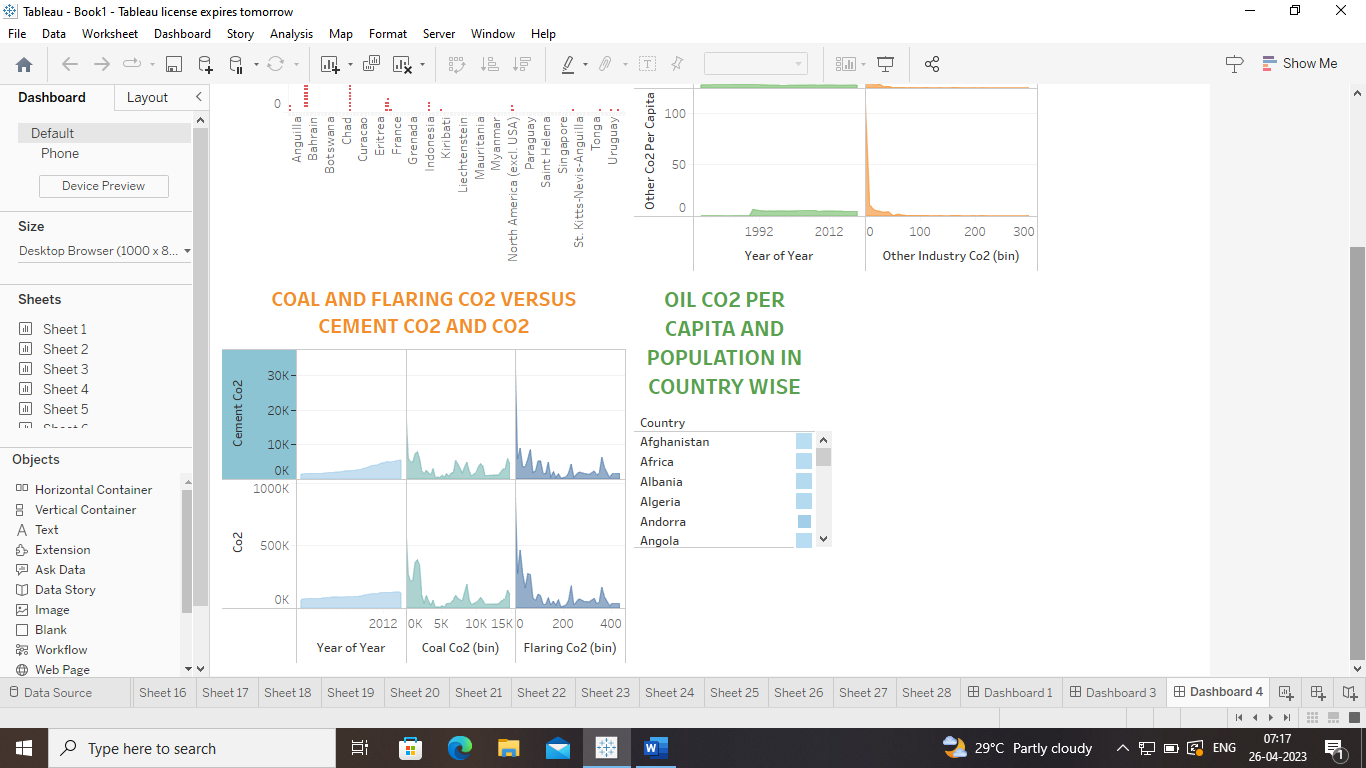 Tableau - Book1 - Tableau license expires tomorrow
File Data Worksheet Dashboard Story Analysis Map Format Server Window Help
Show Me
Dashboard Layout
Default
Phone
Device Preview
Size
Desktop Browser (1000 x 8...
Sheets
Sheet 1
Sheet 2
Sheet 3
Sheet 4
Sheet 5
Objects
Horizontal Container
Vertical Container
Text
Extension
Ask Data
Data Story
Image
Blank
Workflow
Web Page
0
Anguilla
Bahrain
Botswana
Chad
Curacao
Eritrea
France
Grenada
Indonesia
Kiribati
Liechtenstein
Mauritania
Myanmar
North America (excl. USA)
Paraguay
Saint Helena
Singapore
St. Kitts-Nevis-Anguilla
Tonga
Uruguay
Other Co2 Per Capita
100
50
0
1992 2012 0 100 200 300
Year of Year Other Industry Co2 (bin)
COAL AND FLARING CO2 VERSUS
CEMENT CO2 AND CO2
Cement Co2
30K
20K
10K
0K
Co2
1000K
500K
0K
2012 0K 5K 10K 15K 0 200 400
Year of Year Coal Co2 (bin) Flaring Co2 (bin)
OIL CO2 PER
CAPITA AND
POPULATION IN
COUNTRY WISE
Country
Afghanistan
Africa
Albania
Algeria
Andorra
Angola
Data Source Sheet 16 Sheet 17 Sheet 18 Sheet 19 Sheet 20 Sheet 21 Sheet 22 Sheet 23 Sheet 24 Sheet 25 Sheet 26 Sheet 27 Sheet 28 Dashboard 1 Dashboard 3 Dashboard 4
Type here to search
29°C Partly cloudy
ENG
07:17
26-04-2023
1